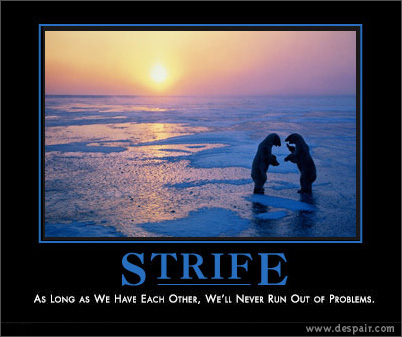 STRIFE
AS LONG AS WE HAVE EACH OTHER, WE'LL NEVER RUN OUT OF PROBLEMS.
www.despair.com